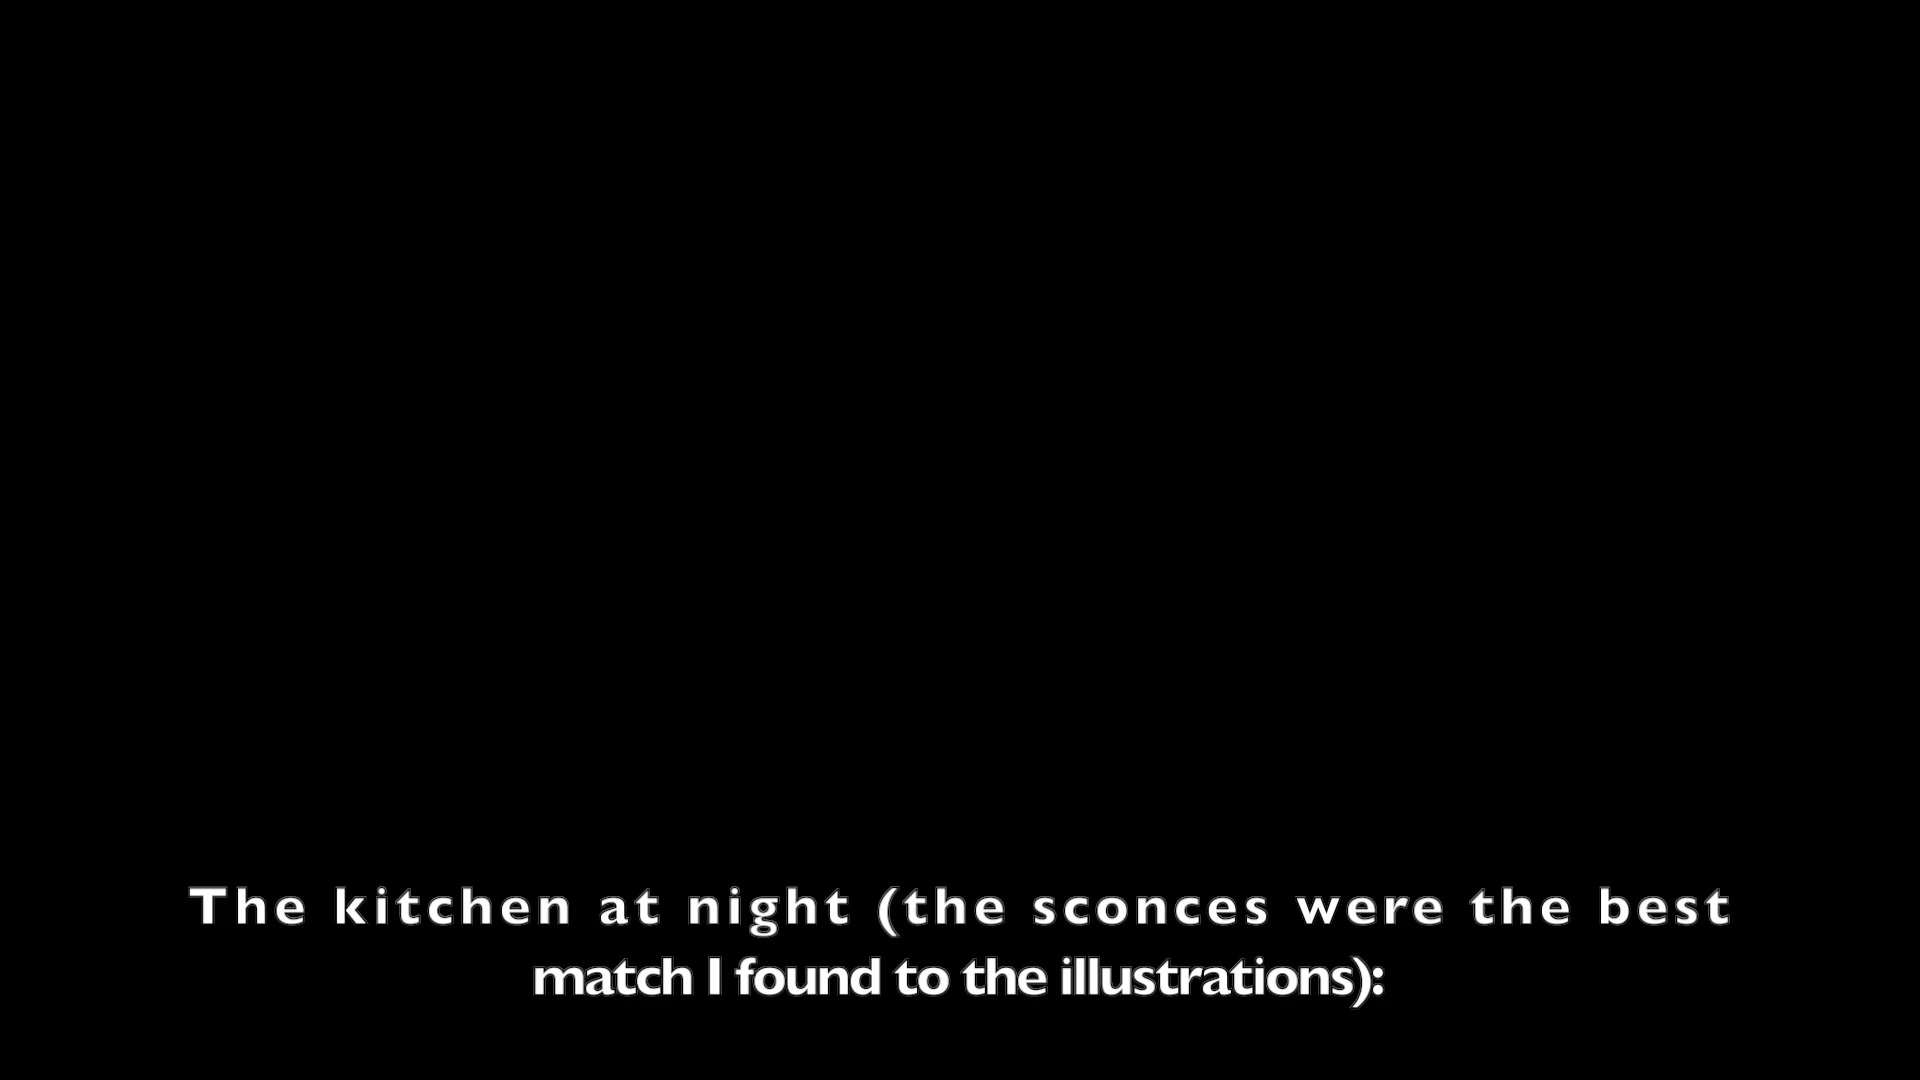 The kitchen at night (the sconces were the best
match I found to the illustrations):